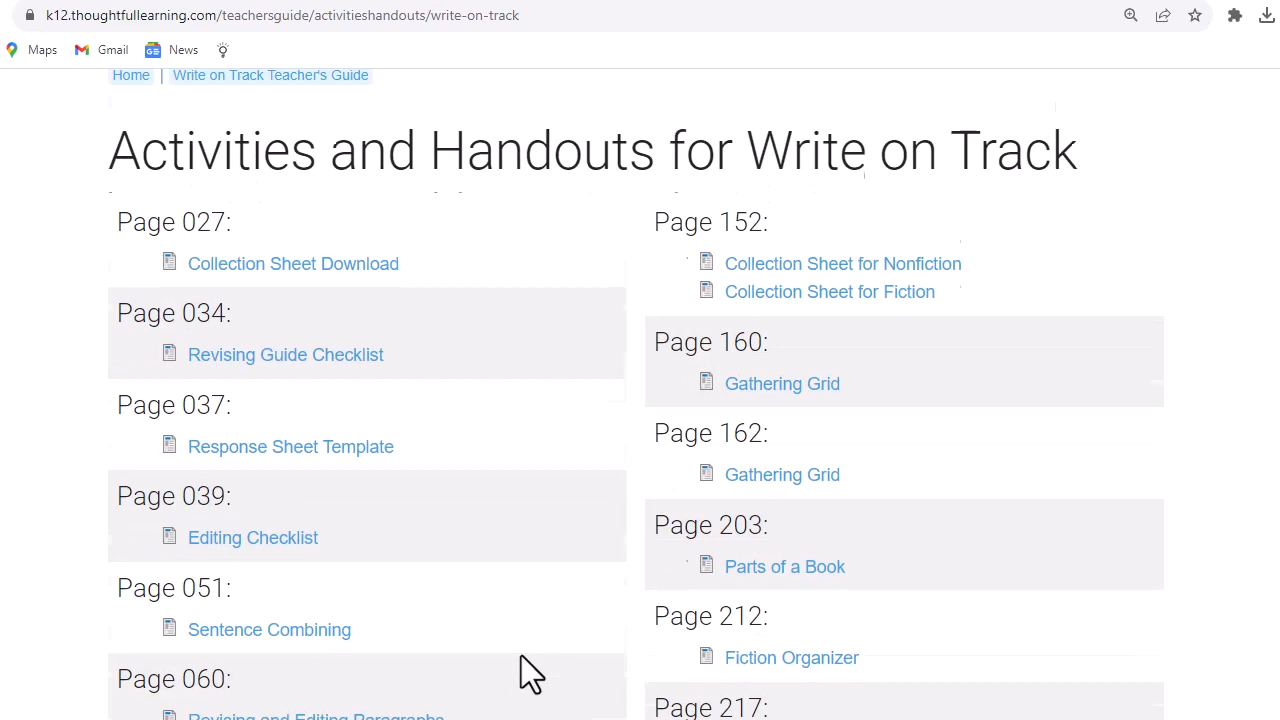 k12.thoughtfullearning.com/teachersguide/activitieshandouts/write-on-track
Maps
Gmail
News
Home | Write on Track Teacher's Guide
Activities and Handouts for Write on Track
Page 027:
Collection Sheet Download
Page 034:
Revising Guide Checklist
Page 037:
Response Sheet Template
Page 039:
Editing Checklist
Page 051:
Sentence Combining
Page 060:
Revising and Editing Paragraphs
Page 152:
Collection Sheet for Nonfiction
Collection Sheet for Fiction
Page 160:
Gathering Grid
Page 162:
Gathering Grid
Page 203:
Parts of a Book
Page 212:
Fiction Organizer
Page 217: